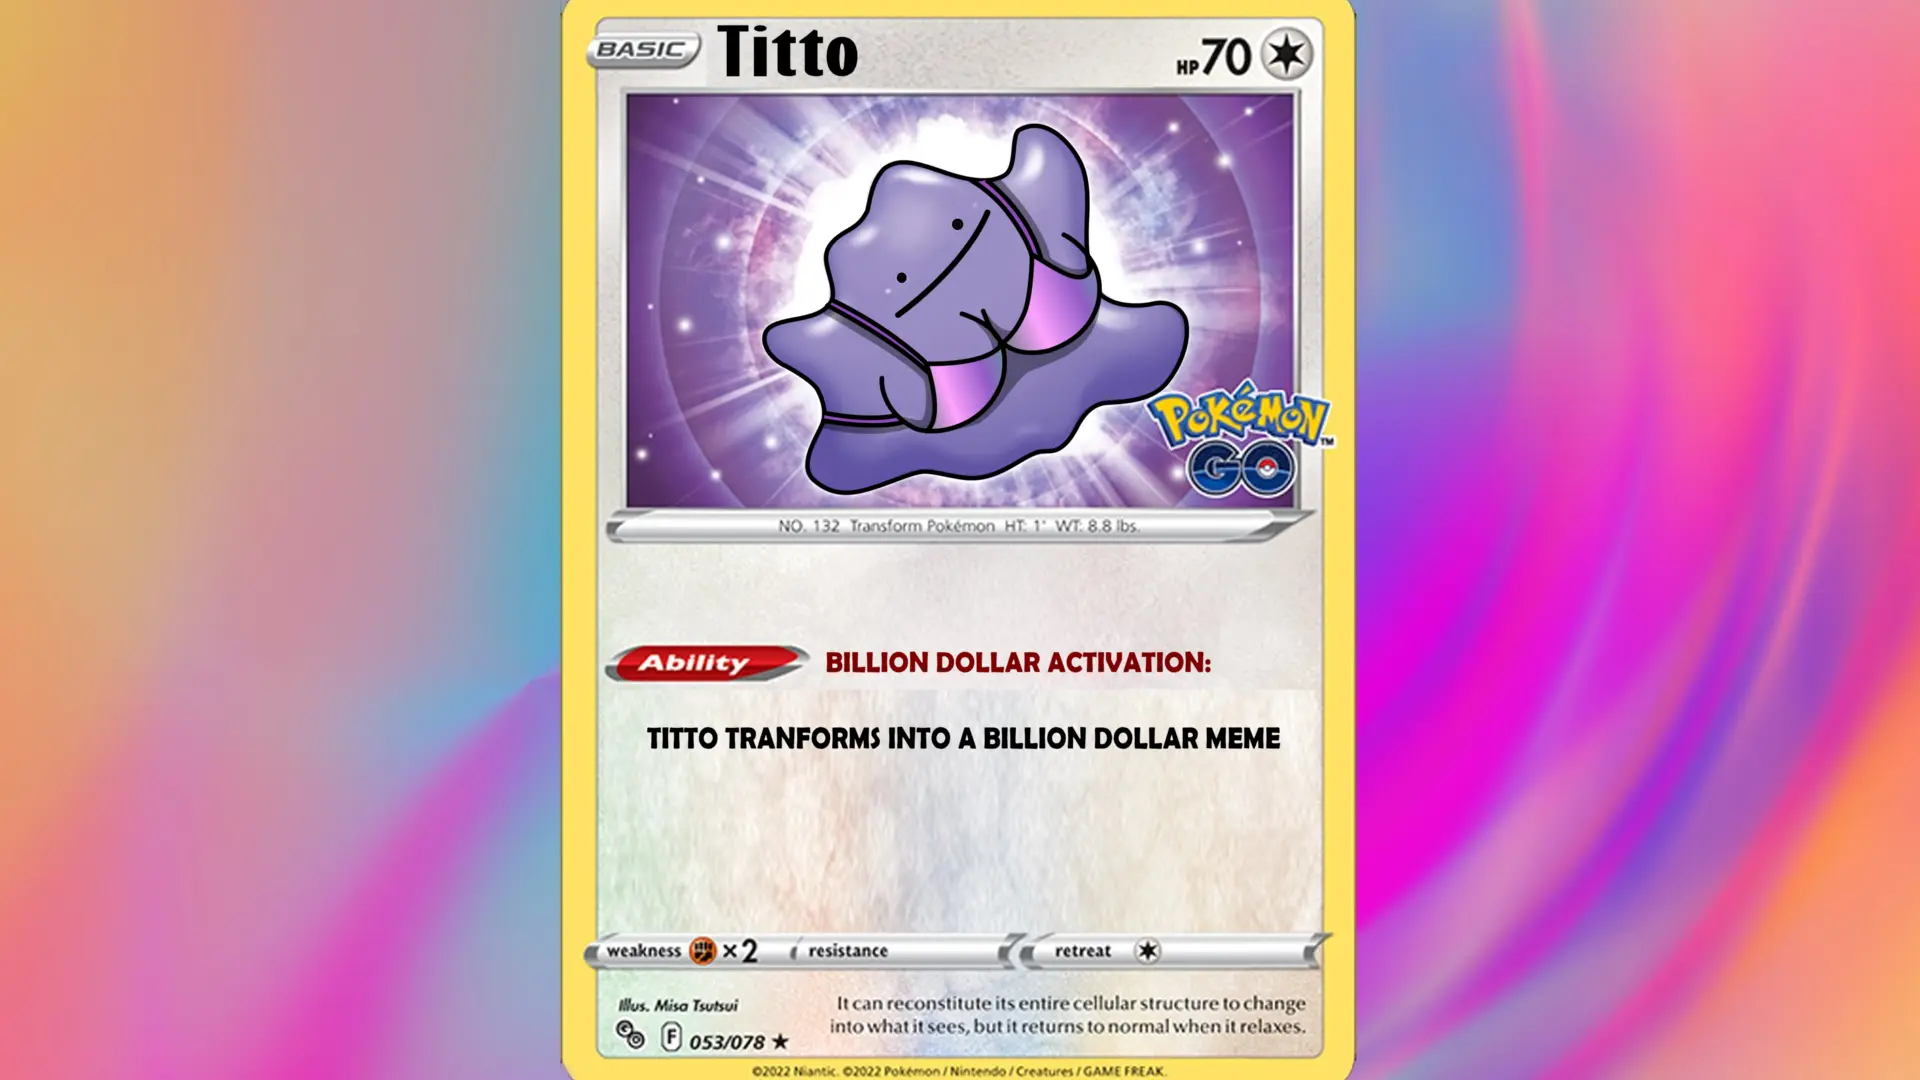 BASIC
Titto
HP 70
POKéMON™
GO
NO. 132 Transform Pokémon HT: 1' WT: 8.8 lbs.
Ability BILLION DOLLAR ACTIVATION:
TITTO TRANFORMS INTO A BILLION DOLLAR MEME
weakness ×2 resistance retreat
Illus. Misa Tsutsui
It can reconstitute its entire cellular structure to change
into what it sees, but it returns to normal when it relaxes.
F 053/078 ★
©2022 Niantic. ©2022 Pokémon / Nintendo / Creatures / GAME FREAK.